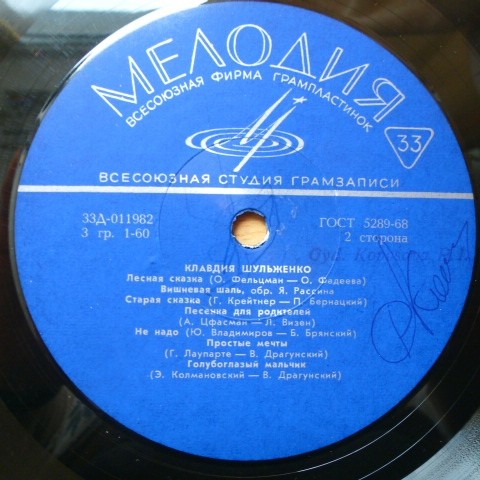 МЕЛОДИЯ
ВСЕСОЮЗНАЯ ФИРМА ГРАМПЛАСТИНОК
33
ВСЕСОЮЗНАЯ СТУДИЯ ГРАМЗАПИСИ
33Д-011982
ГОСТ 5289-68
3 гр. 1-60
2 сторона
КЛАВДИЯ ШУЛЬЖЕНКО
Лесная сказка (О. Фельцман — О. Фадеева)
Вишневая шаль, обр. Я. Рассина
Старая сказка (Г. Крейтнер — П. Бернацкий)
Песенка для родителей
(А. Цфасман — Л. Визен)
Не надо (Ю. Владимиров — Б. Брянский)
Простые мечты
(Г. Лаупарте — В. Драгунский)
Голубоглазый мальчик
(Э. Колмановский — В. Драгунский)